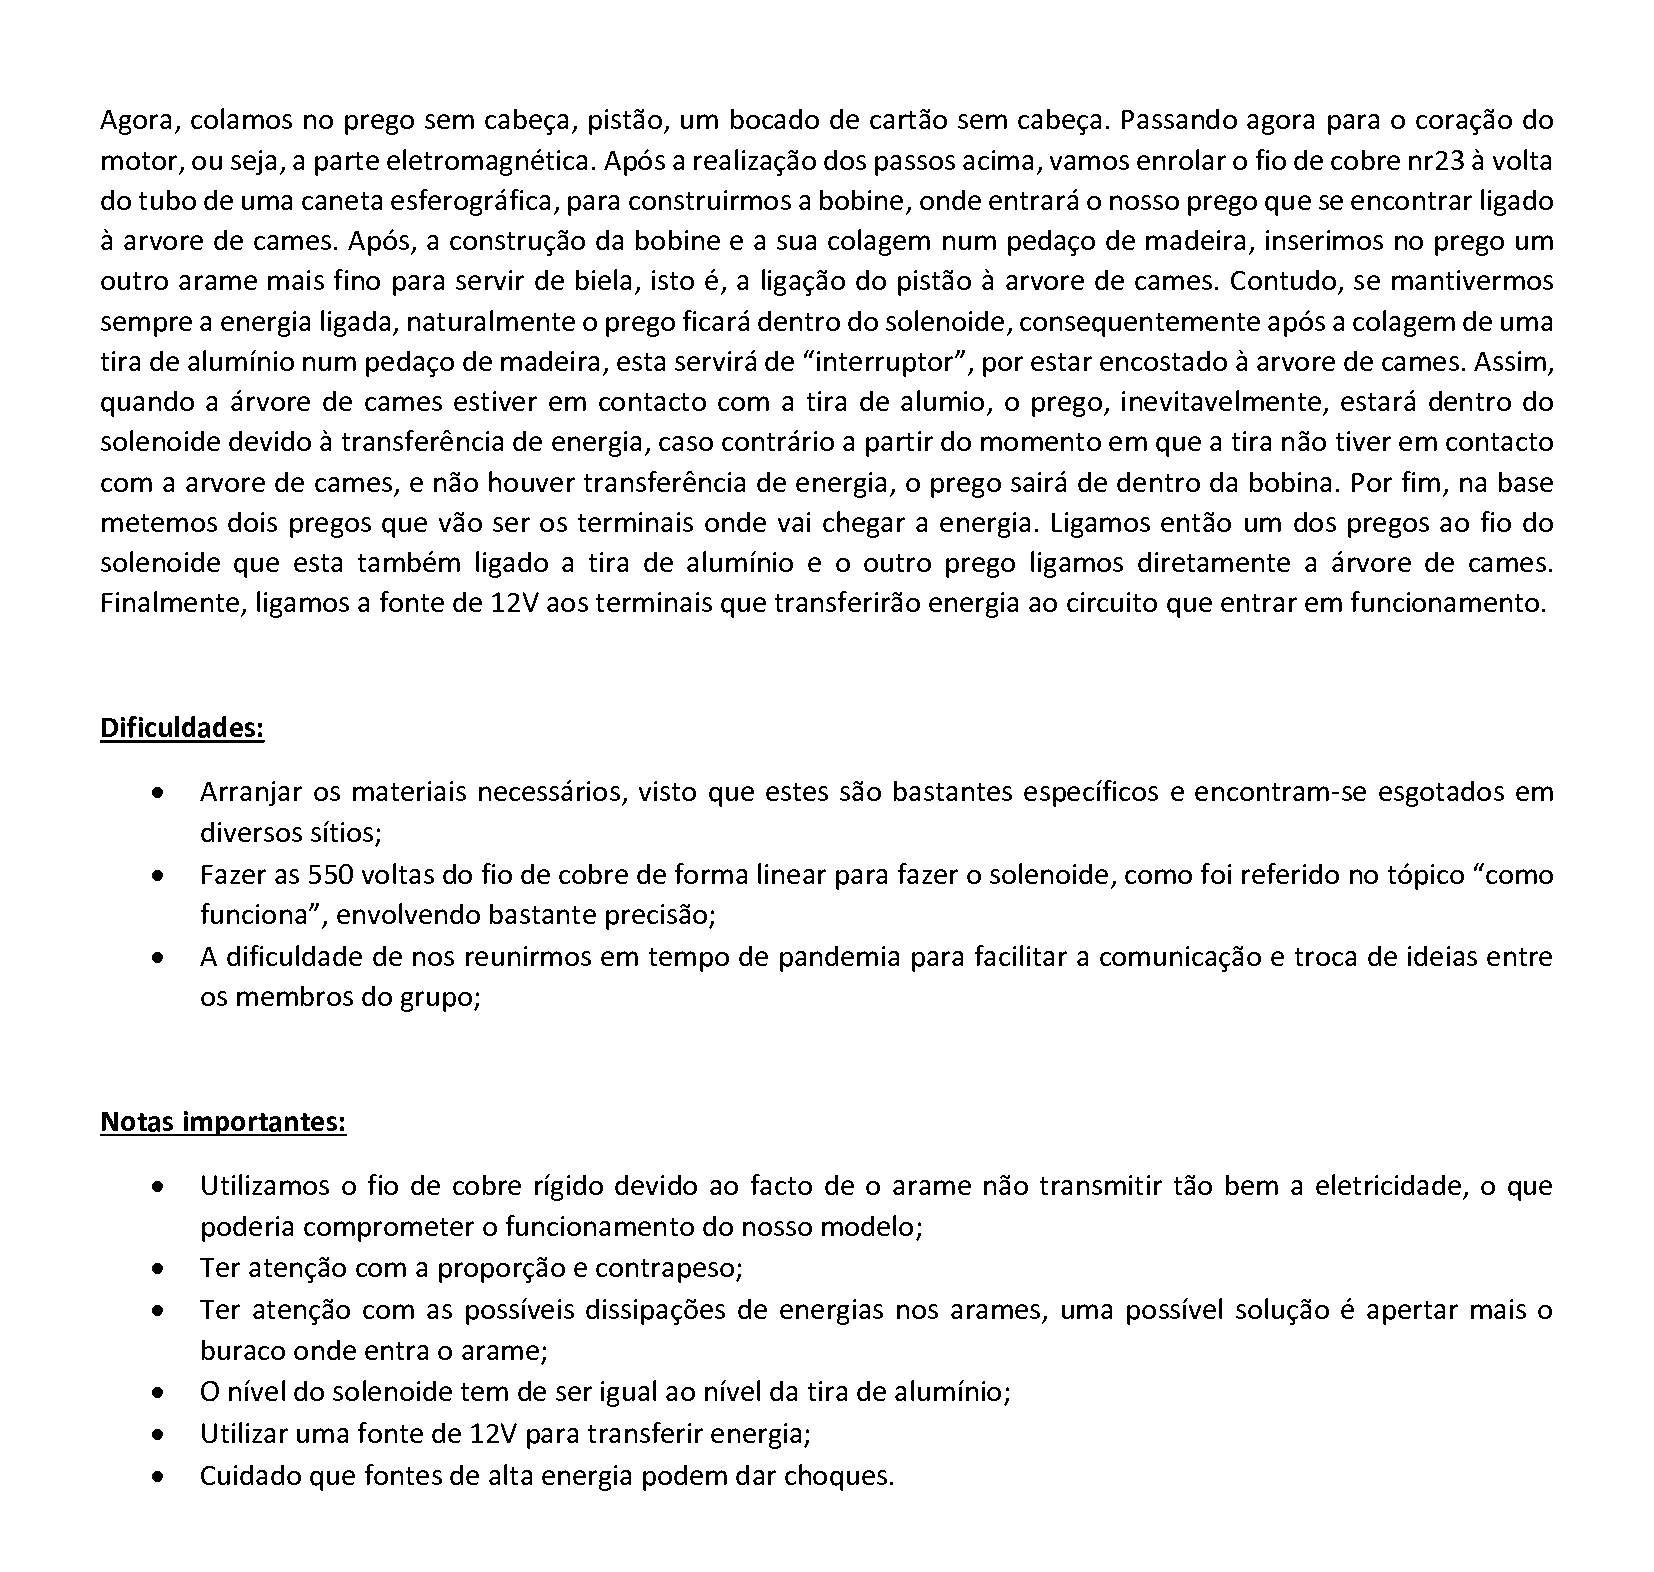 Agora, colamos no prego sem cabeça, pistão, um bocado de cartão sem cabeça. Passando agora para o coração do
motor, ou seja, a parte eletromagnética. Após a realização dos passos acima, vamos enrolar o fio de cobre nr23 à volta
do tubo de uma caneta esferográfica, para construirmos a bobine, onde entrará o nosso prego que se encontrar ligado
à arvore de cames. Após, a construção da bobine e a sua colagem num pedaço de madeira, inserimos no prego um
outro arame mais fino para servir de biela, isto é, a ligação do pistão à arvore de cames. Contudo, se mantivermos
sempre a energia ligada, naturalmente o prego ficará dentro do solenoide, consequentemente após a colagem de uma
tira de alumínio num pedaço de madeira, esta servirá de “interruptor”, por estar encostado à arvore de cames. Assim,
quando a árvore de cames estiver em contacto com a tira de alumio, o prego, inevitavelmente, estará dentro do
solenoide devido à transferência de energia, caso contrário a partir do momento em que a tira não tiver em contacto
com a arvore de cames, e não houver transferência de energia, o prego sairá de dentro da bobina. Por fim, na base
metemos dois pregos que vão ser os terminais onde vai chegar a energia. Ligamos então um dos pregos ao fio do
solenoide que esta também ligado a tira de alumínio e o outro prego ligamos diretamente a árvore de cames.
Finalmente, ligamos a fonte de 12V aos terminais que transferirão energia ao circuito que entrar em funcionamento.
Dificuldades:
• Arranjar os materiais necessários, visto que estes são bastantes específicos e encontram-se esgotados em
diversos sítios;
• Fazer as 550 voltas do fio de cobre de forma linear para fazer o solenoide, como foi referido no tópico “como
funciona”, envolvendo bastante precisão;
• A dificuldade de nos reunirmos em tempo de pandemia para facilitar a comunicação e troca de ideias entre
os membros do grupo;
Notas importantes:
• Utilizamos o fio de cobre rígido devido ao facto de o arame não transmitir tão bem a eletricidade, o que
poderia comprometer o funcionamento do nosso modelo;
• Ter atenção com a proporção e contrapeso;
• Ter atenção com as possíveis dissipações de energias nos arames, uma possível solução é apertar mais o
buraco onde entra o arame;
• O nível do solenoide tem de ser igual ao nível da tira de alumínio;
• Utilizar uma fonte de 12V para transferir energia;
• Cuidado que fontes de alta energia podem dar choques.